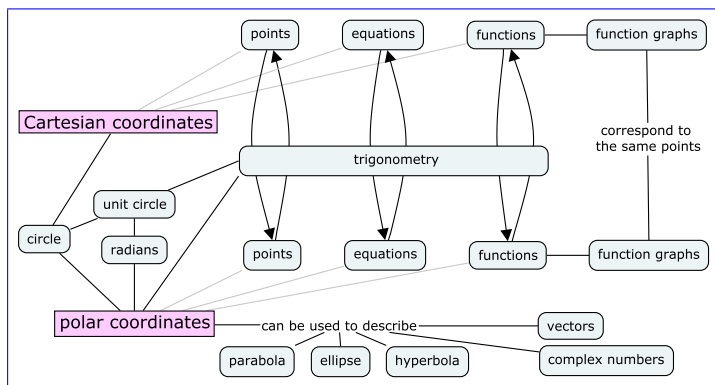 points
equations
functions
function graphs
Cartesian coordinates
correspond to
the same points
trigonometry
unit circle
circle
radians
points
equations
functions
function graphs
polar coordinates
can be used to describe
vectors
parabola
ellipse
hyperbola
complex numbers